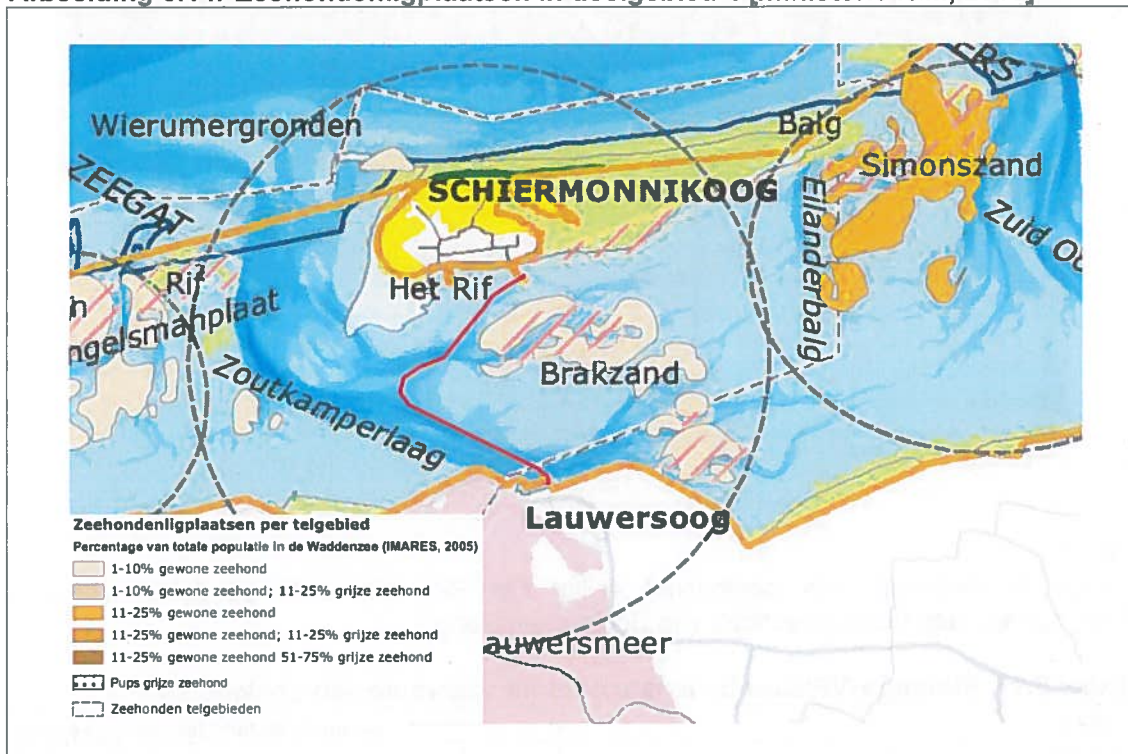 Wierumergronden
ZEEGAT
ERS
Balg
Simonszand
SCHIERMONNIKOOG
Eilanderbalg
Rif
Het Rif
ngelsmanplaat
Brakzand
Zoutkamperlaag
Lauwersoog
auwersmeer
Zeehondenligplaatsen per telgebied
Percentage van totale populatie in de Waddenzee (IMARES, 2005)
1-10% gewone zeehond
1-10% gewone zeehond; 11-25% grijze zeehond
11-25% gewone zeehond
11-25% gewone zeehond; 11-25% grijze zeehond
11-25% gewone zeehond 51-75% grijze zeehond
Pups grijze zeehond
Zeehonden telgebieden